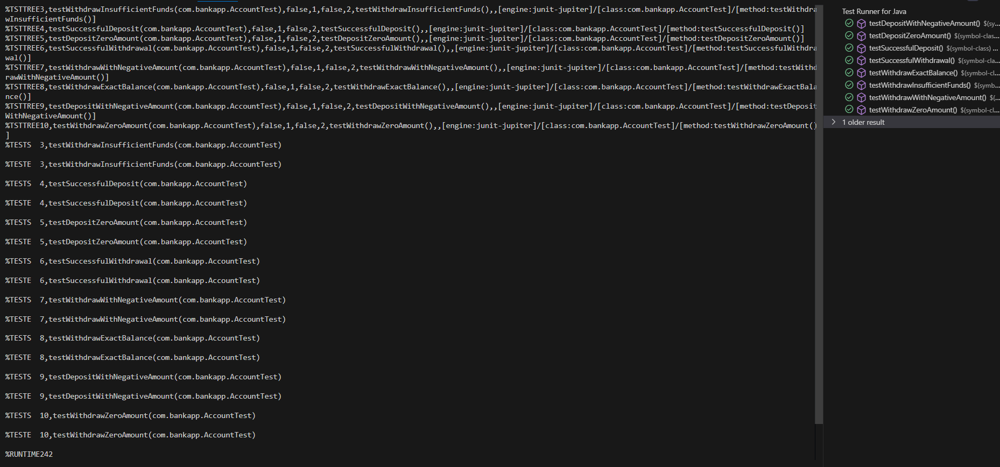 %TSTTREE3,testWithdrawInsufficientFunds(com.bankapp.AccountTest),false,1,false,2,testWithdrawInsufficientFunds(),,[engine:junit-jupiter]/[class:com.bankapp.AccountTest]/[method:testWithdra
wInsufficientFunds()]
%TSTTREE4,testSuccessfulDeposit(com.bankapp.AccountTest),false,1,false,2,testSuccessfulDeposit(),,[engine:junit-jupiter]/[class:com.bankapp.AccountTest]/[method:testSuccessfulDeposit()]
%TSTTREE5,testDepositZeroAmount(com.bankapp.AccountTest),false,1,false,2,testDepositZeroAmount(),,[engine:junit-jupiter]/[class:com.bankapp.AccountTest]/[method:testDepositZeroAmount()]
%TSTTREE6,testSuccessfulWithdrawal(com.bankapp.AccountTest),false,1,false,2,testSuccessfulWithdrawal(),,[engine:junit-jupiter]/[class:com.bankapp.AccountTest]/[method:testSuccessfulWithdra
wal()]
%TSTTREE7,testWithdrawWithNegativeAmount(com.bankapp.AccountTest),false,1,false,2,testWithdrawWithNegativeAmount(),,[engine:junit-jupiter]/[class:com.bankapp.AccountTest]/[method:testWithd
rawWithNegativeAmount()]
%TSTTREE8,testWithdrawExactBalance(com.bankapp.AccountTest),false,1,false,2,testWithdrawExactBalance(),,[engine:junit-jupiter]/[class:com.bankapp.AccountTest]/[method:testWithdrawExactBala
nce()]
%TSTTREE9,testDepositWithNegativeAmount(com.bankapp.AccountTest),false,1,false,2,testDepositWithNegativeAmount(),,[engine:junit-jupiter]/[class:com.bankapp.AccountTest]/[method:testDeposit
WithNegativeAmount()]
%TSTTREE10,testWithdrawZeroAmount(com.bankapp.AccountTest),false,1,false,2,testWithdrawZeroAmount(),,[engine:junit-jupiter]/[class:com.bankapp.AccountTest]/[method:testWithdrawZeroAmount()
]
%TESTS  3,testWithdrawInsufficientFunds(com.bankapp.AccountTest)
%TESTE  3,testWithdrawInsufficientFunds(com.bankapp.AccountTest)
%TESTS  4,testSuccessfulDeposit(com.bankapp.AccountTest)
%TESTE  4,testSuccessfulDeposit(com.bankapp.AccountTest)
%TESTS  5,testDepositZeroAmount(com.bankapp.AccountTest)
%TESTE  5,testDepositZeroAmount(com.bankapp.AccountTest)
%TESTS  6,testSuccessfulWithdrawal(com.bankapp.AccountTest)
%TESTE  6,testSuccessfulWithdrawal(com.bankapp.AccountTest)
%TESTS  7,testWithdrawWithNegativeAmount(com.bankapp.AccountTest)
%TESTE  7,testWithdrawWithNegativeAmount(com.bankapp.AccountTest)
%TESTS  8,testWithdrawExactBalance(com.bankapp.AccountTest)
%TESTE  8,testWithdrawExactBalance(com.bankapp.AccountTest)
%TESTS  9,testDepositWithNegativeAmount(com.bankapp.AccountTest)
%TESTE  9,testDepositWithNegativeAmount(com.bankapp.AccountTest)
%TESTS  10,testWithdrawZeroAmount(com.bankapp.AccountTest)
%TESTE  10,testWithdrawZeroAmount(com.bankapp.AccountTest)
%RUNTIME242
Test Runner for Java
testDepositWithNegativeAmount() $(sy...
testDepositZeroAmount() $(symbol-clas...
testSuccessfulDeposit() $(symbol-class) ...
testSuccessfulWithdrawal() $(symbol-cla...
testWithdrawExactBalance() $(symbol-cl...
testWithdrawInsufficientFunds() $(symb...
testWithdrawWithNegativeAmount() $(...
testWithdrawZeroAmount() $(symbol-cl...
1 older result